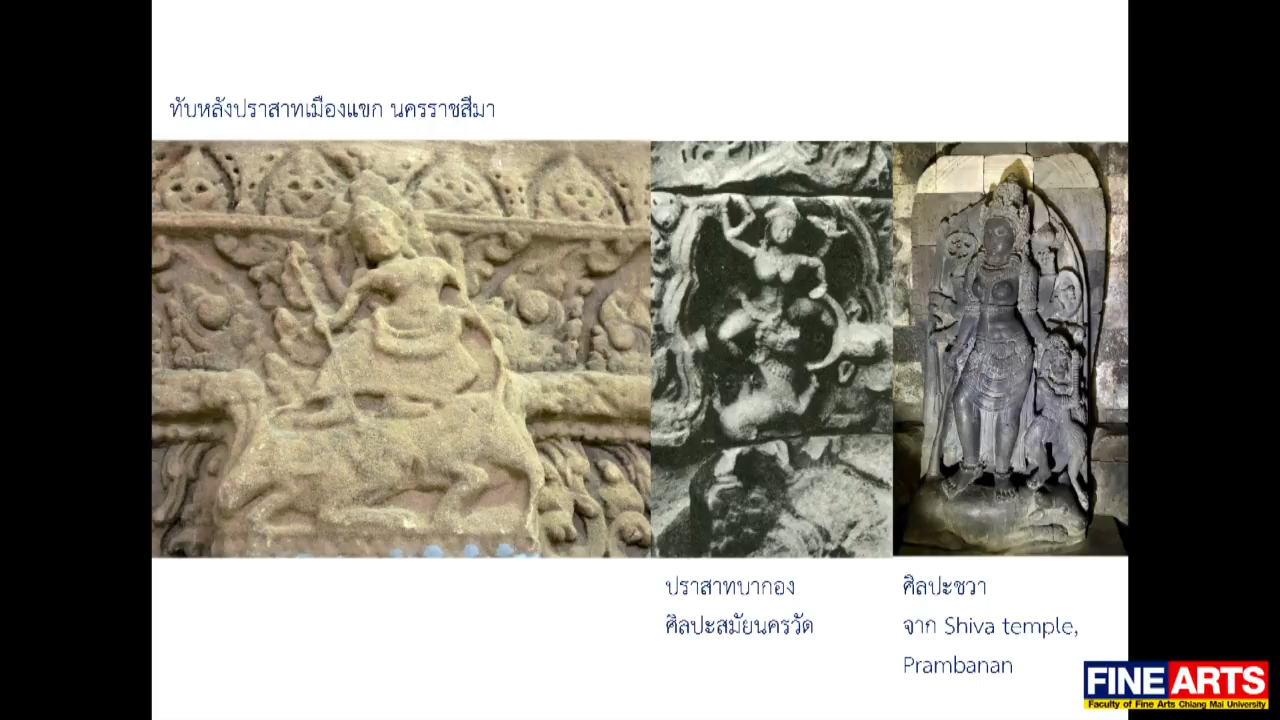 ทับหลังปราสาทเมืองแขก นครราชสีมา
ปราสาทบากอง
ศิลปะสมัยนครวัด
ศิลปะชวา
จาก Shiva temple,
Prambanan
FINE ARTS
Faculty of Fine Arts Chiang Mai University